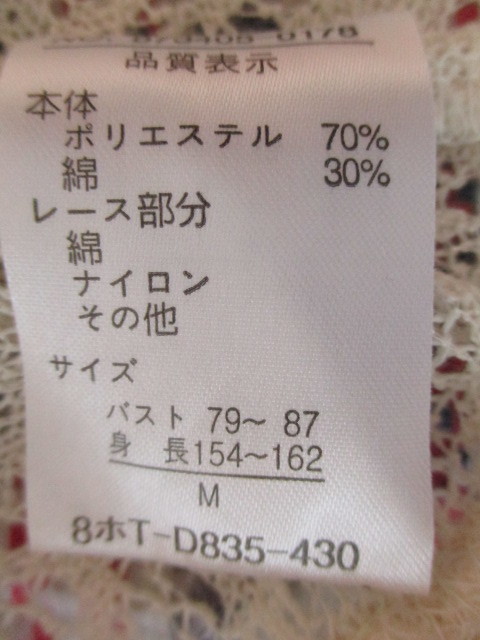 品質表示
本体
ポリエステル 70%
綿 30%
レース部分
綿
ナイロン
その他
サイズ
バスト 79〜 87
身 長154〜162
M
8ホT-D835-430